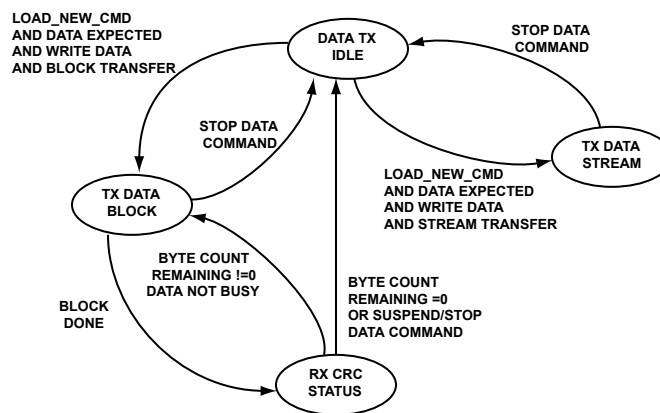 LOAD_NEW_CMD
AND DATA EXPECTED
AND WRITE DATA
AND BLOCK TRANSFER
DATA TX
IDLE
STOP DATA
COMMAND
STOP DATA
COMMAND
TX DATA
STREAM
TX DATA
BLOCK
LOAD_NEW_CMD
AND DATA EXPECTED
AND WRITE DATA
AND STREAM TRANSFER
BYTE COUNT
REMAINING !=0
DATA NOT BUSY
BYTE COUNT
REMAINING =0
OR SUSPEND/STOP
DATA COMMAND
BLOCK
DONE
RX CRC
STATUS